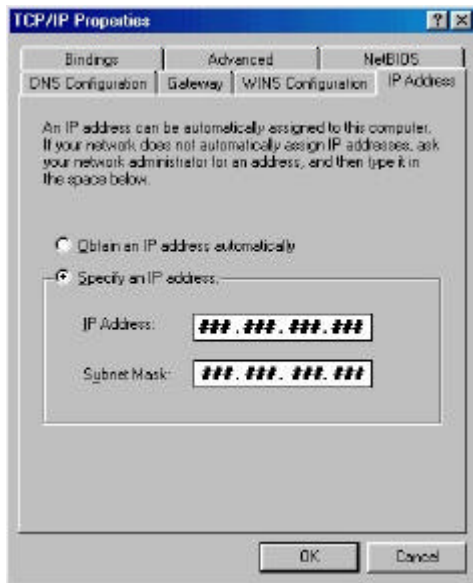 TCP/IP Properties
Bindings Advanced NetBIOS
DNS Configuration Gateway WINS Configuration IP Address
An IP address can be automatically assigned to this computer.
If your network does not automatically assign IP addresses, ask
your network administrator for an address, and then type it in
the space below.
Obtain an IP address automatically
Specify an IP address:
IP Address: ###.###.###.###
Subnet Mask: ###.###.###.###
OK Cancel